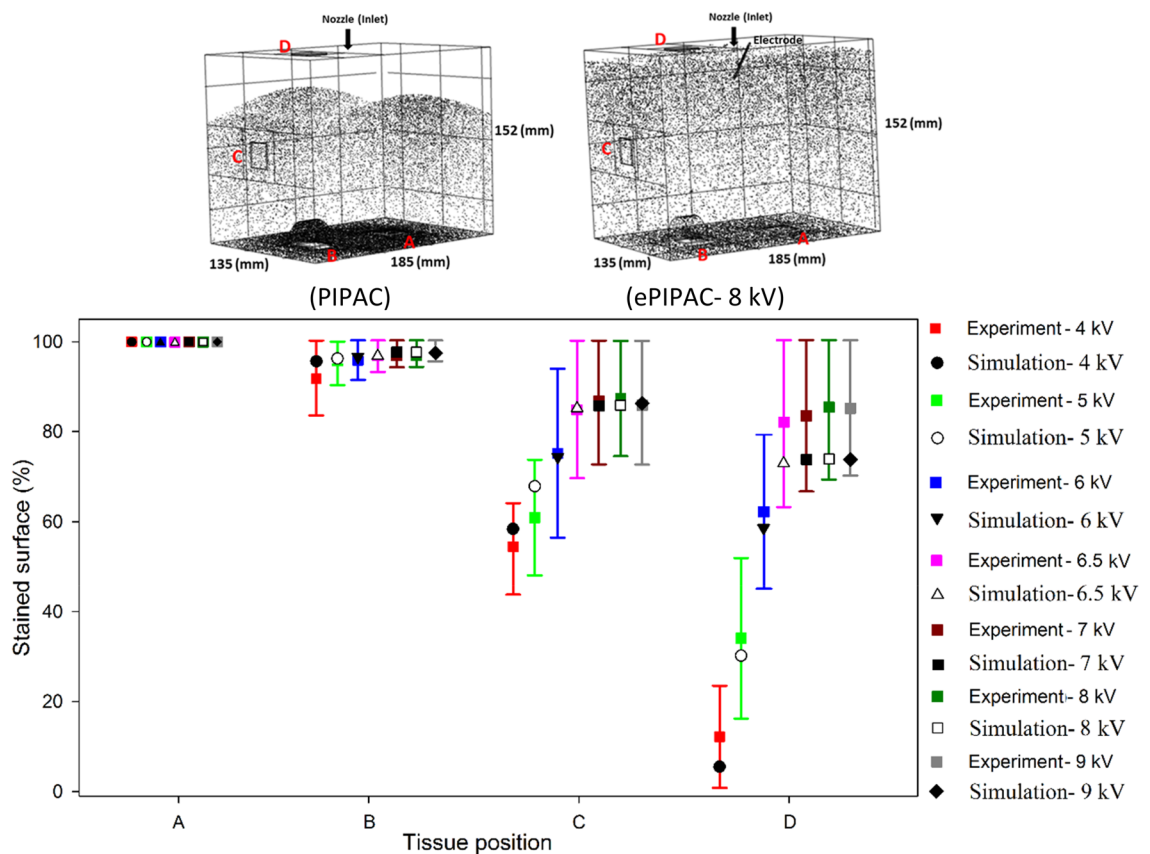 Nozzle (Inlet)
D
C
B
A
152 (mm)
135 (mm)
185 (mm)
(PIPAC)
Nozzle (Inlet)
Electrode
D
C
B
A
152 (mm)
135 (mm)
185 (mm)
(ePIPAC- 8 kV)
Stained surface (%)
100
80
60
40
20
0
A
B
C
D
Tissue position
Experiment - 4 kV
Simulation- 4 kV
Experiment - 5 kV
Simulation- 5 kV
Experiment - 6 kV
Simulation- 6 kV
Experiment - 6.5 kV
Simulation- 6.5 kV
Experiment - 7 kV
Simulation- 7 kV
Experiment - 8 kV
Simulation- 8 kV
Experiment - 9 kV
Simulation- 9 kV